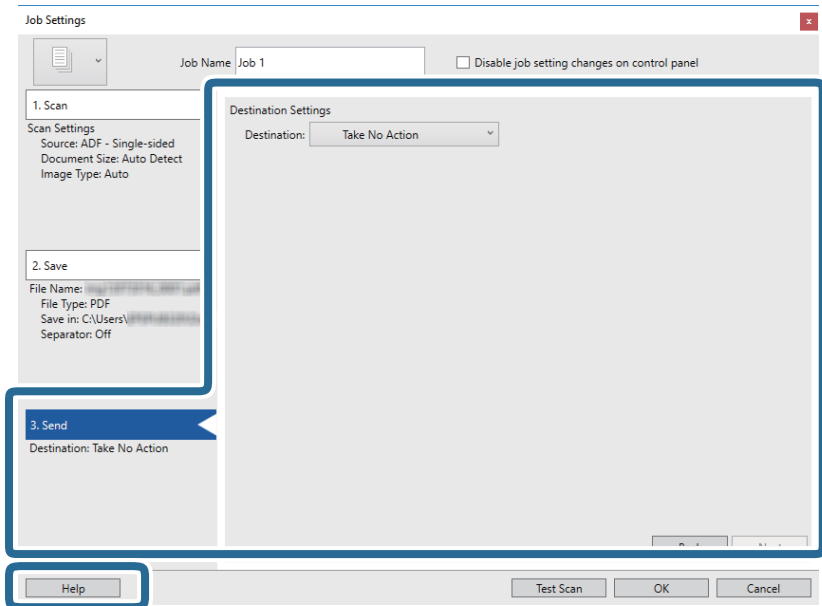 Job Settings
Job Name Job 1
Disable job setting changes on control panel
1. Scan
Scan Settings
Source: ADF - Single-sided
Document Size: Auto Detect
Image Type: Auto
Destination Settings
Destination: Take No Action
2. Save
File Name:
File Type: PDF
Save in: C:\Users\
Separator: Off
3. Send
Destination: Take No Action
Help
Test Scan
OK
Cancel